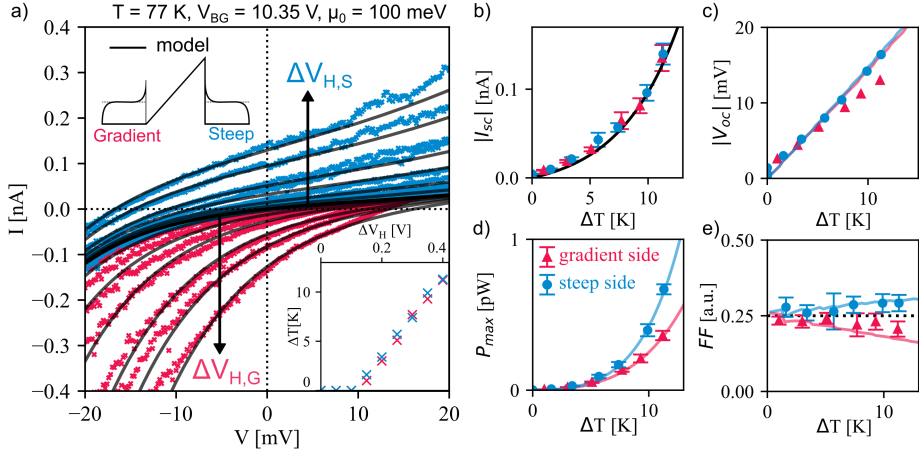 a)
T = 77 K, V_BG = 10.35 V, μ_0 = 100 meV
model
Gradient
Steep
ΔV_H,S
ΔV_H,G
I [nA]
0.4
0.3
0.2
0.1
0.0
−0.1
−0.2
−0.3
−0.4
−20
−10
0
10
20
V [mV]
ΔV_H [V]
0.0
0.2
0.4
ΔT[K]
10
0
b)
|I_sc| [nA]
0.1
0.0
0
5
10
ΔT [K]
c)
|V_oc| [mV]
20
10
0
0
5
10
ΔT [K]
d)
gradient side
steep side
P_max [pW]
1
0
0
10
ΔT [K]
e)
FF [a.u.]
0.50
0.25
0.00
0
10
ΔT [K]